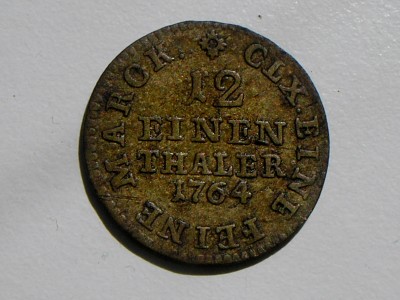 CLX. EINE FEINE MARCK.
12
EINEN
THALER
1764